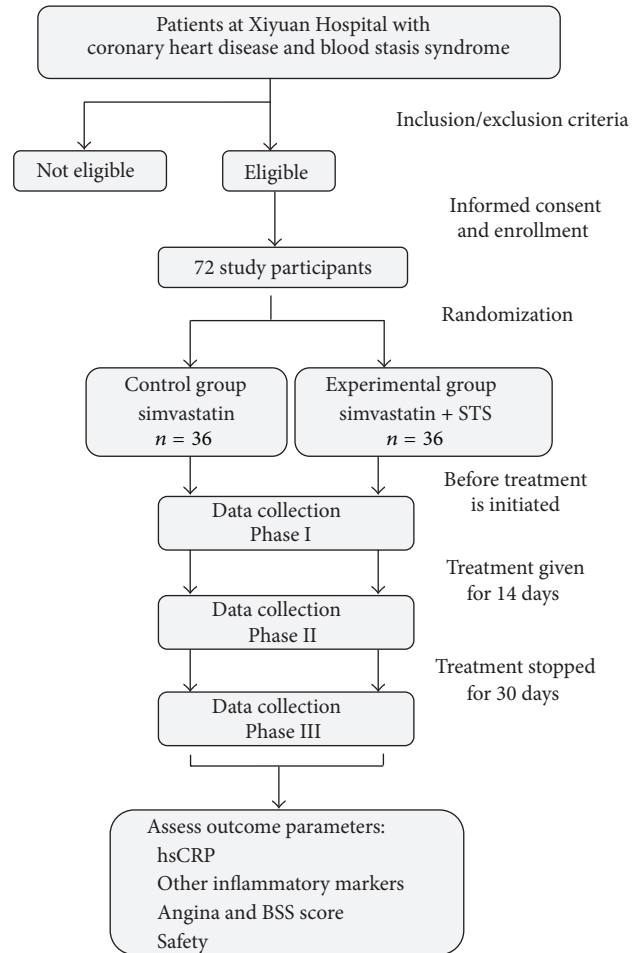 Patients at Xiyuan Hospital with
coronary heart disease and blood stasis syndrome
Inclusion/exclusion criteria
Not eligible
Eligible
Informed consent
and enrollment
72 study participants
Randomization
Control group
simvastatin
n = 36
Experimental group
simvastatin + STS
n = 36
Before treatment
is initiated
Data collection
Phase I
Treatment given
for 14 days
Data collection
Phase II
Treatment stopped
for 30 days
Data collection
Phase III
Assess outcome parameters:
hsCRP
Other inflammatory markers
Angina and BSS score
Safety